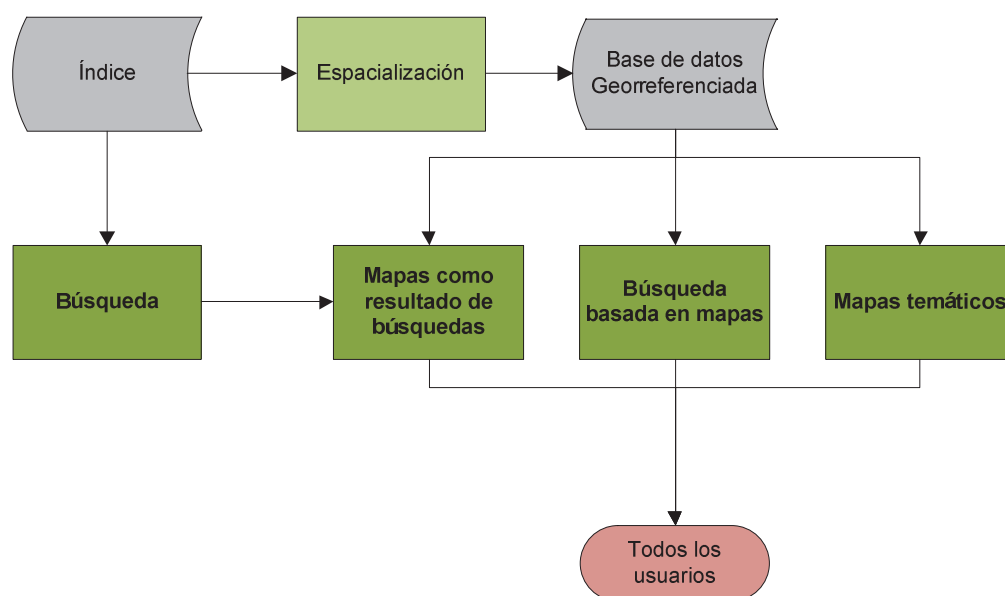 Índice
Espacialización
Base de datos
Georreferenciada
Búsqueda
Mapas como
resultado de
búsquedas
Búsqueda
basada en mapas
Mapas temáticos
Todos los
usuarios